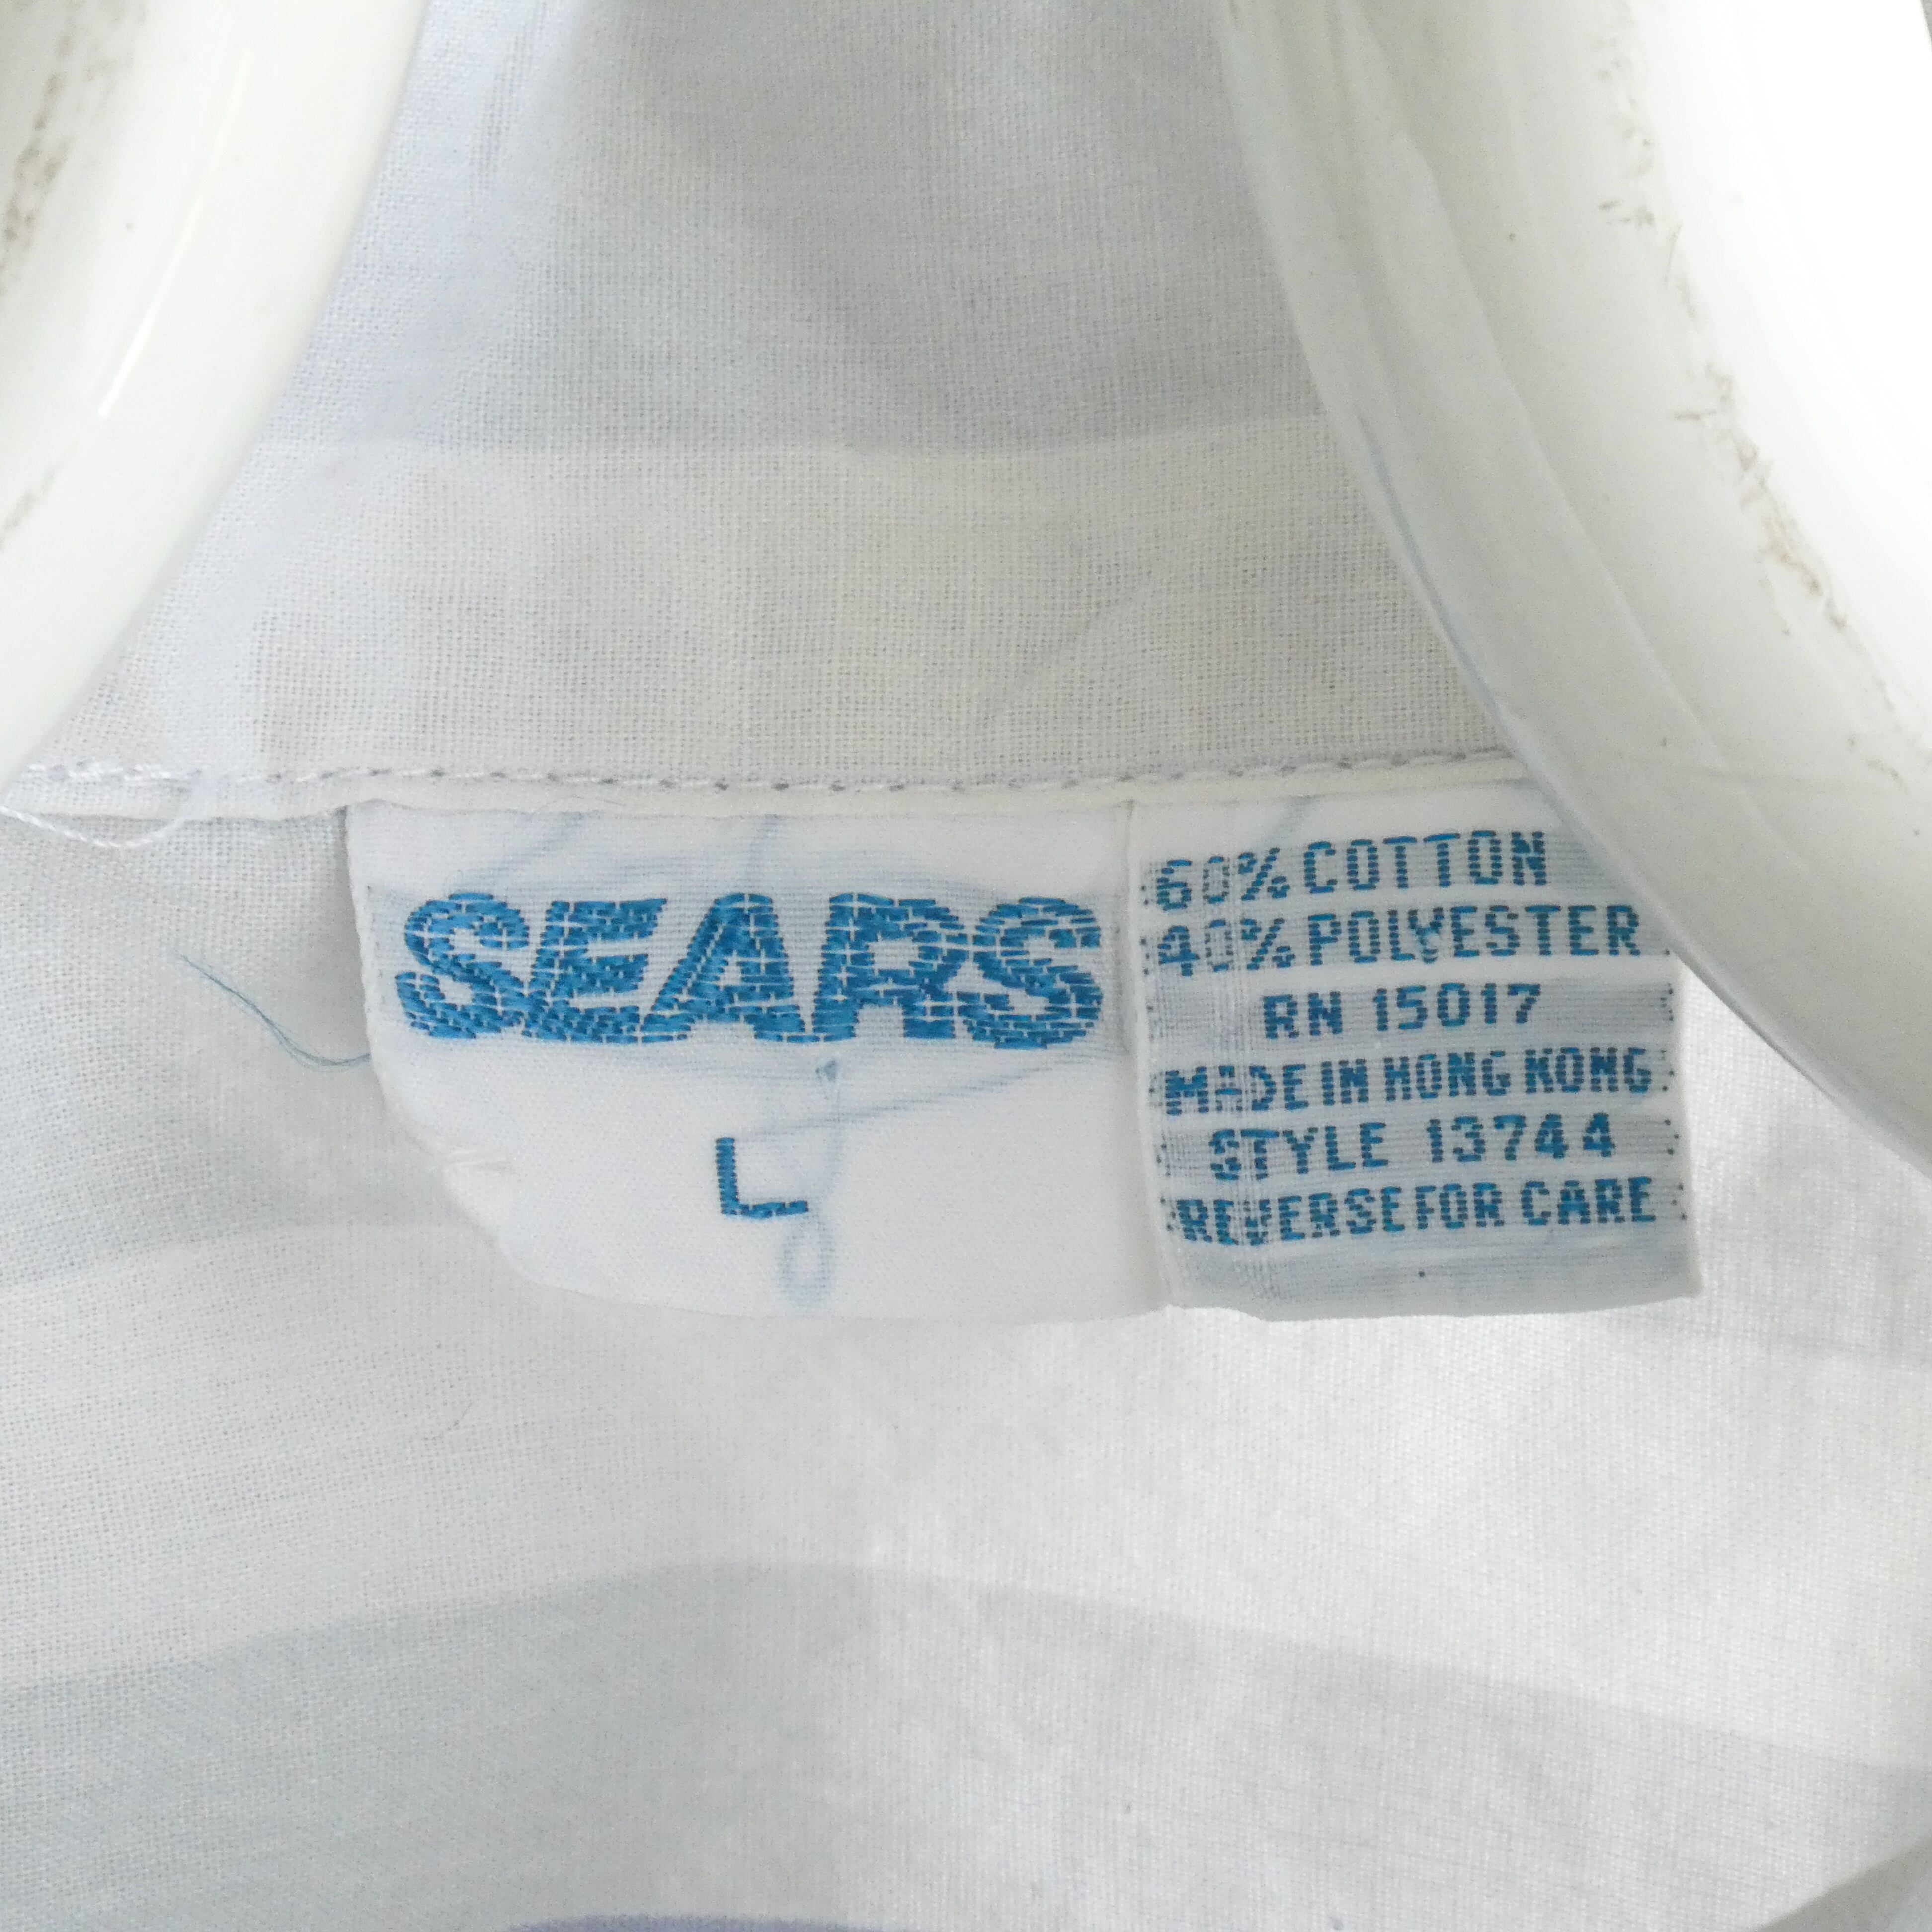 SEARS
L
60% COTTON
40% POLYESTER
RN 15017
MADE IN HONG KONG
STYLE 13744
REVERSE FOR CARE